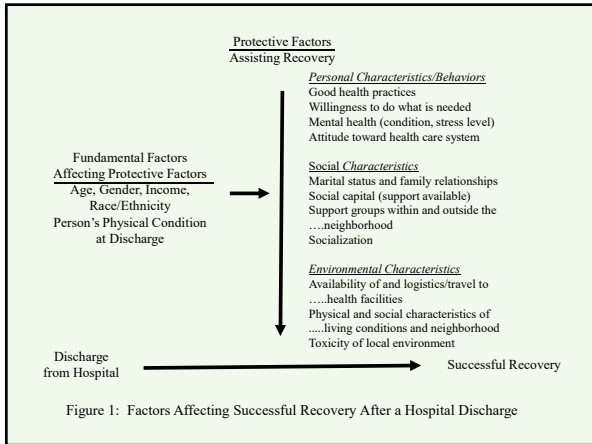 Protective Factors
Assisting Recovery
Personal Characteristics/Behaviors
Good health practices
Willingness to do what is needed
Mental health (condition, stress level)
Attitude toward health care system
Fundamental Factors
Affecting Protective Factors
Age, Gender, Income,
Race/Ethnicity
Person's Physical Condition
at Discharge
Social Characteristics
Marital status and family relationships
Social capital (support available)
Support groups within and outside the
....neighborhood
Socialization
Environmental Characteristics
Availability of and logistics/travel to
.....health facilities
Physical and social characteristics of
.....living conditions and neighborhood
Toxicity of local environment
Discharge
from Hospital
Successful Recovery
Figure 1: Factors Affecting Successful Recovery After a Hospital Discharge